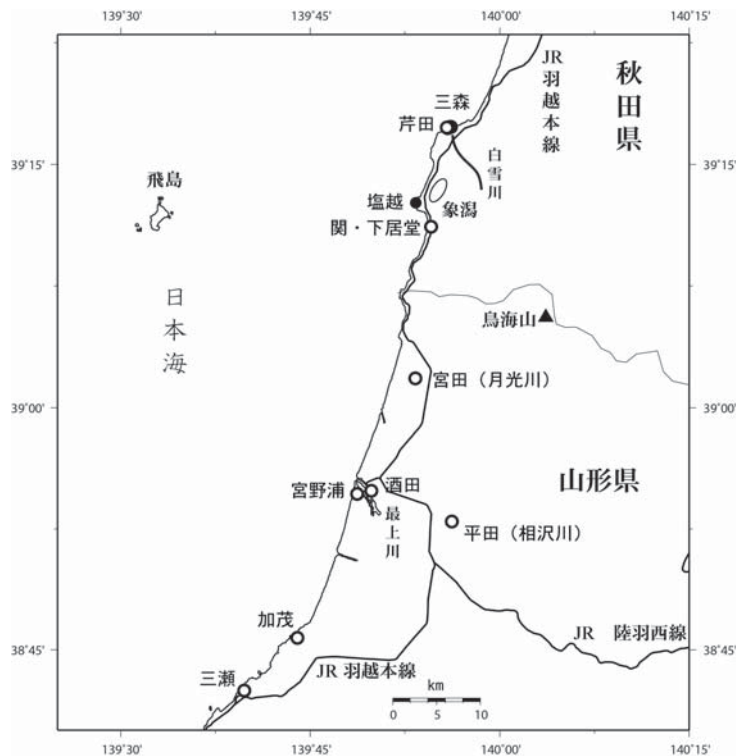 139˚30' 139˚45' 140˚00' 140˚15'
JR羽越本線
秋田県
三森
芹田
39˚15' 39˚15'
白雪川
飛島
塩越
象潟
関・下居堂
日本海
鳥海山
宮田（月光川）
39˚00' 39˚00'
山形県
宮野浦
酒田
最上川
平田（相沢川）
加茂
JR 陸羽西線
38˚45' 38˚45'
三瀬
JR 羽越本線
km
0 5 10
139˚30' 139˚45' 140˚00' 140˚15'